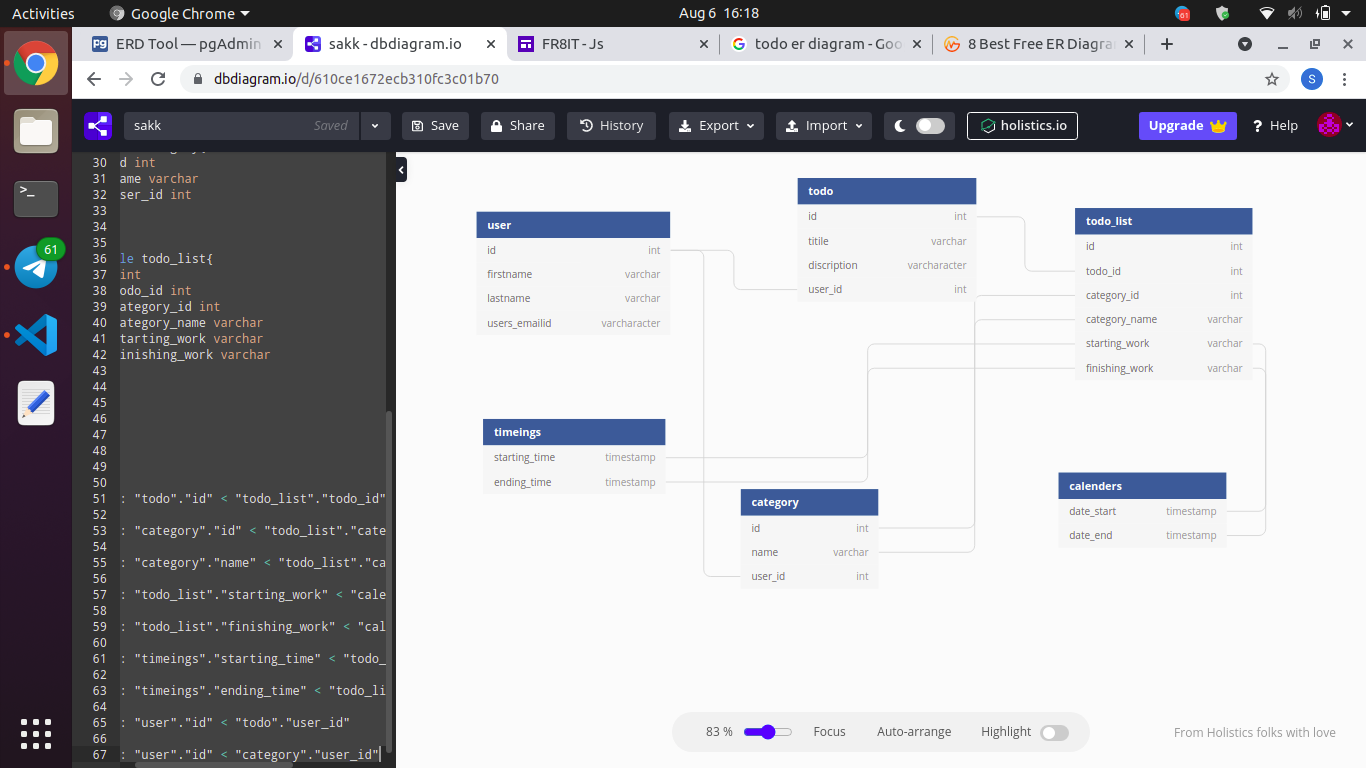 Activities
Google Chrome
Aug 6 16:18
61
ERD Tool — pgAdmin
sakk - dbdiagram.io
FR8IT - Js
todo er diagram - Goo
8 Best Free ER Diagra
dbdiagram.io/d/610ce1672ecb310fc3c01b70
S
sakk
Saved
Save
Share
History
Export
Import
holistics.io
Upgrade
Help
61
30 d int
31 ame varchar
32 ser_id int
33
34
35
36 le todo_list{
37 int
38 odo_id int
39 ategory_id int
40 ategory_name varchar
41 tarting_work varchar
42 inishing_work varchar
43
44
45
46
47
48
49
50
51 : "todo"."id" < "todo_list"."todo_id"
52
53 : "category"."id" < "todo_list"."cate
54
55 : "category"."name" < "todo_list"."ca
56
57 : "todo_list"."starting_work" < "cale
58
59 : "todo_list"."finishing_work" < "cal
60
61 : "timeings"."starting_time" < "todo_
62
63 : "timeings"."ending_time" < "todo_li
64
65 : "user"."id" < "todo"."user_id"
66
67 : "user"."id" < "category"."user_id"
user
id int
firstname varchar
lastname varchar
users_emailid varcharacter
todo
id int
titile varchar
discription varcharacter
user_id int
todo_list
id int
todo_id int
category_id int
category_name varchar
starting_work varchar
finishing_work varchar
timeings
starting_time timestamp
ending_time timestamp
category
id int
name varchar
user_id int
calenders
date_start timestamp
date_end timestamp
83 %
Focus
Auto-arrange
Highlight
From Holistics folks with love